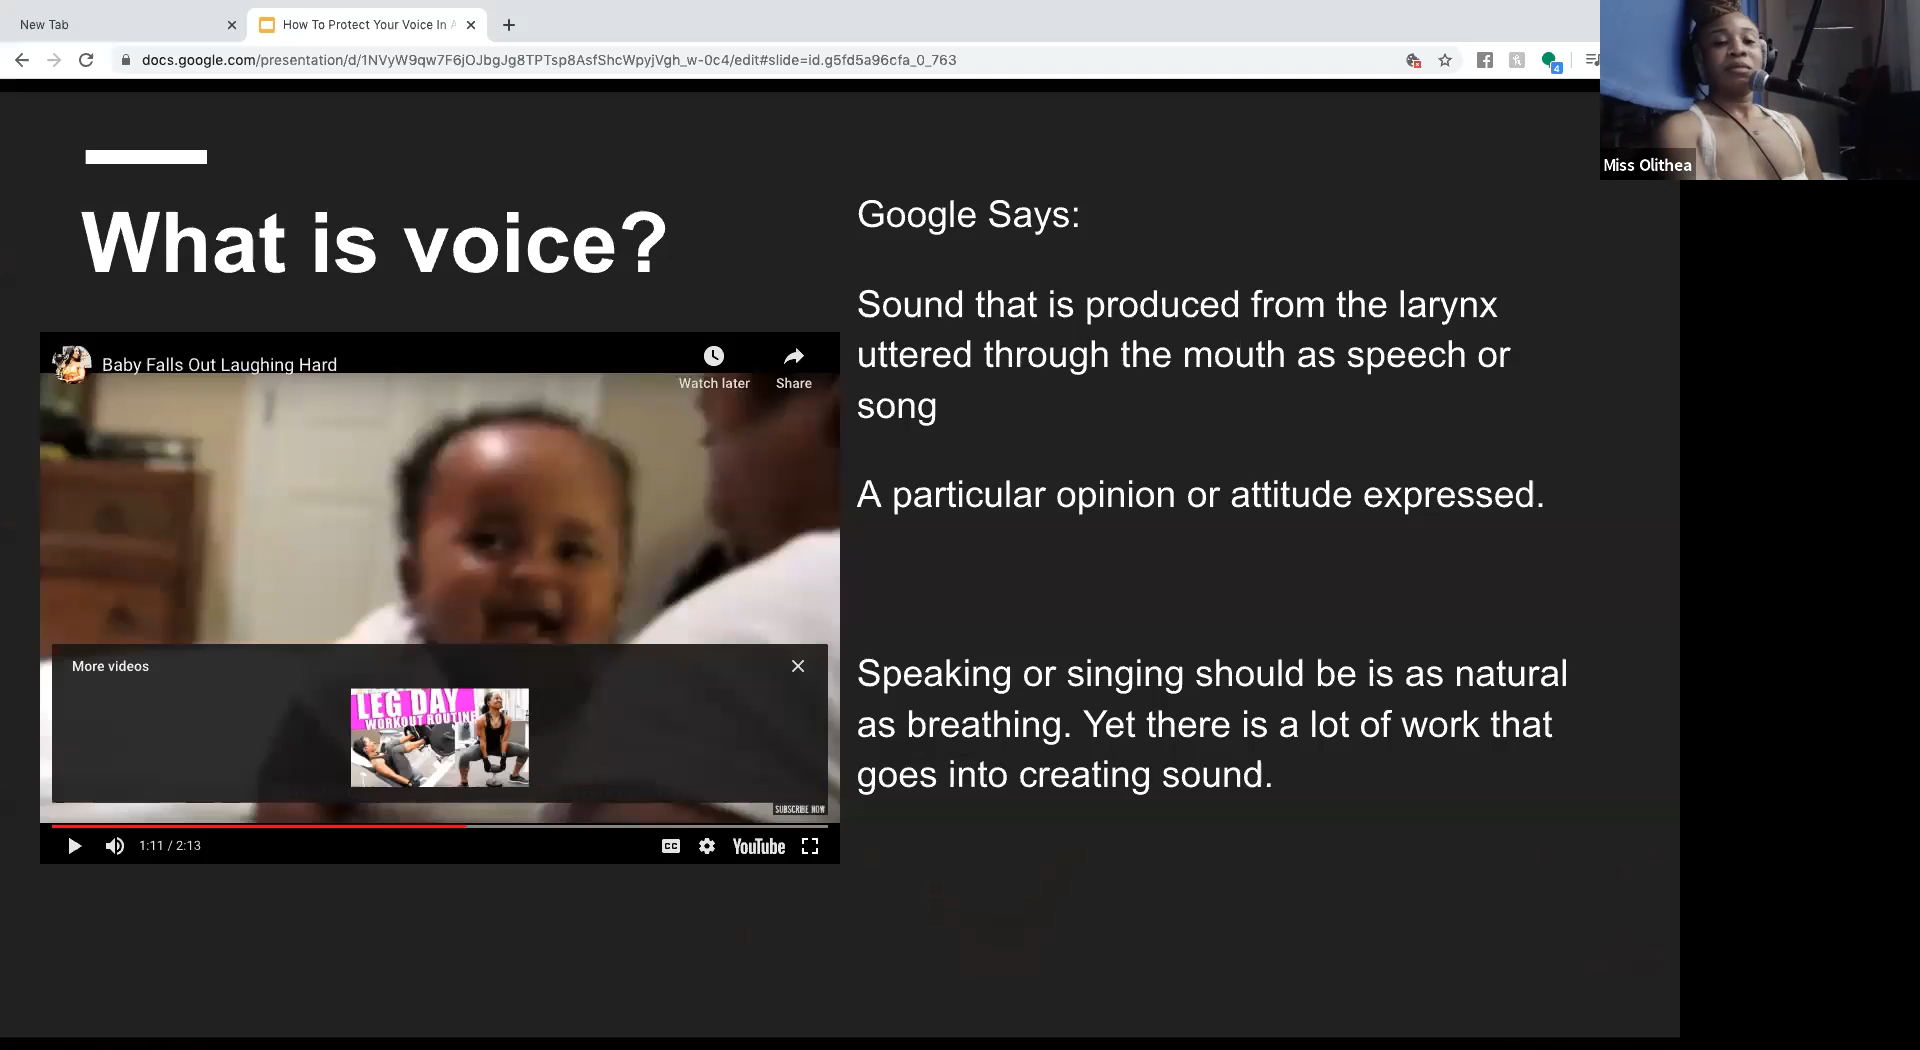 New Tab
How To Protect Your Voice In A
docs.google.com/presentation/d/1NVyW9qw7F6jOJbgJg8TPTsp8AsfShcWpyjVgh_w-0c4/edit#slide=id.g5fd5a96cfa_0_763
4
Miss Olithea
What is voice?
Baby Falls Out Laughing Hard
Watch later
Share
More videos
LEG DAY
WORKOUT ROUTINE
SUBSCRIBE NOW
1:11 / 2:13
CC
YouTube
Google Says:
Sound that is produced from the larynx
uttered through the mouth as speech or
song
A particular opinion or attitude expressed.
Speaking or singing should be is as natural
as breathing. Yet there is a lot of work that
goes into creating sound.